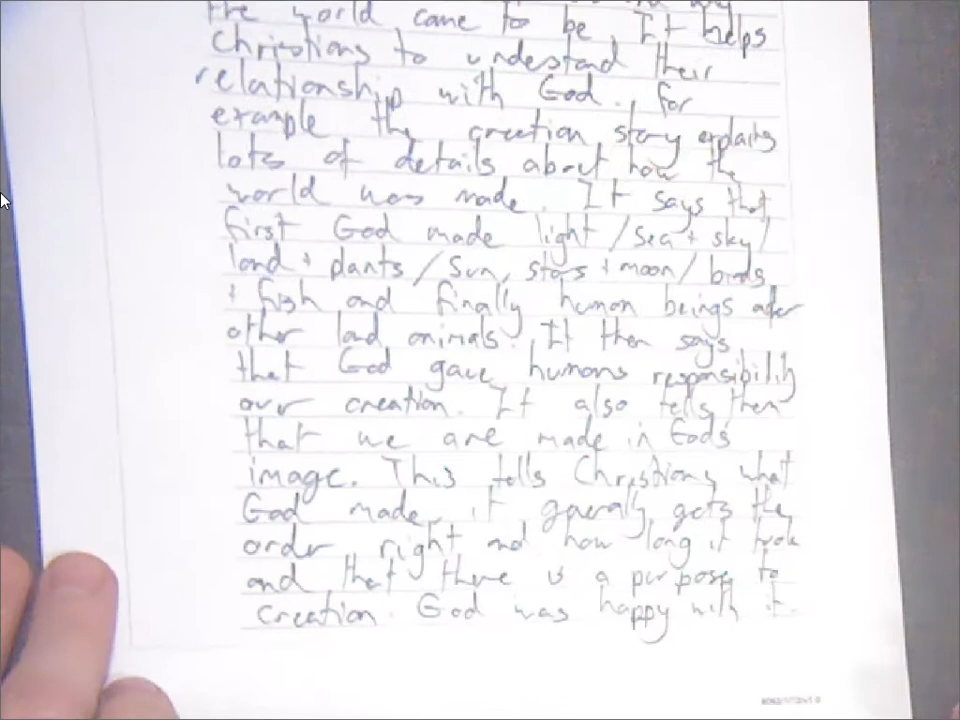 the world came to be. It helps
Christians to understand their
relationship with God. For
example the creation story explains
lots of details about how the
world was made. It says that
first God made light / sea + sky /
land + plants / Sun, stars + moon / birds
+ fish and finally human beings after
other land animals. It then says
that God gave humans responsibility
over creation. It also tells them
that we are made in Gods
image. This tells Christians what
God made, it generally gets the
order right and how long it took
and that there is a purpose to
creation. God was happy with it.